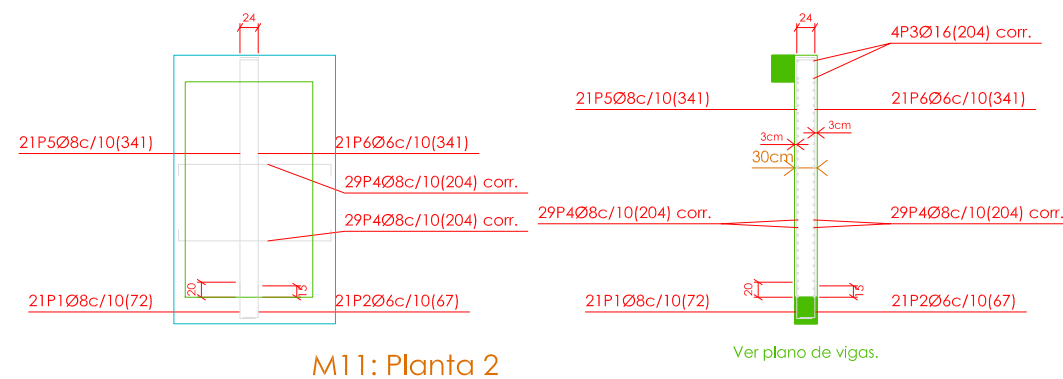 24
21P5Ø8c/10(341)
21P6Ø6c/10(341)
29P4Ø8c/10(204) corr.
29P4Ø8c/10(204) corr.
20
15
21P1Ø8c/10(72)
21P2Ø6c/10(67)
M11: Planta 2
24
4P3Ø16(204) corr.
21P5Ø8c/10(341)
21P6Ø6c/10(341)
3cm
3cm
30cm
29P4Ø8c/10(204) corr.
29P4Ø8c/10(204) corr.
20
15
21P1Ø8c/10(72)
21P2Ø6c/10(67)
Ver plano de vigas.